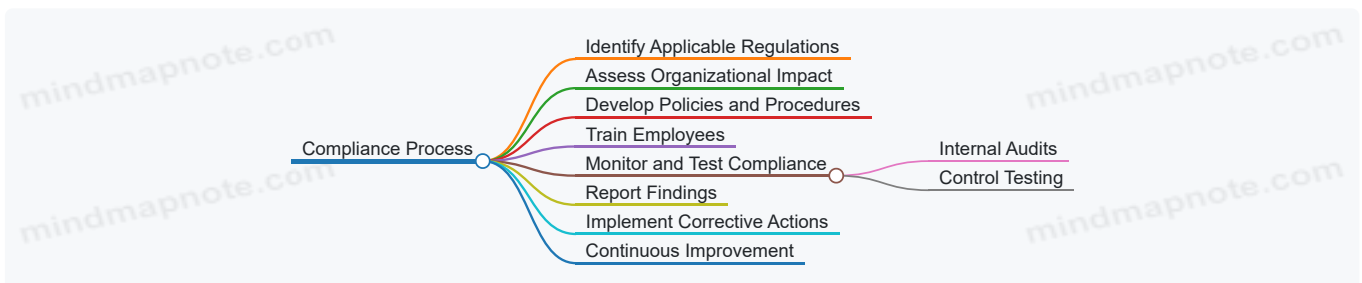 mindmapnote.com
mindmapnote.com
Identify Applicable Regulations
Assess Organizational Impact
Develop Policies and Procedures
Train Employees
Compliance Process
Monitor and Test Compliance
Internal Audits
Control Testing
Report Findings
Implement Corrective Actions
Continuous Improvement
mindmapnote.com
mindmapnote.com